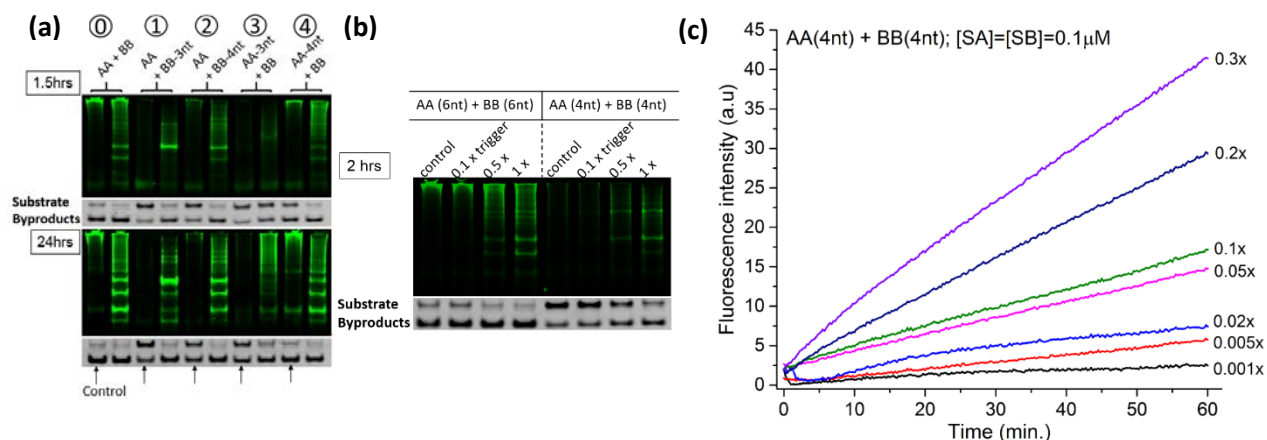 (a)
⓪ ① ② ③ ④
AA + BB
AA
+ BB-3nt
AA
+ BB-4nt
AA-3nt
+ BB
AA-4nt
+ BB
1.5hrs
Substrate
Byproducts
24hrs
Control
(b)
AA (6nt) + BB (6nt) AA (4nt) + BB (4nt)
control 0.1 x trigger 0.5 x 1 x control 0.1 x trigger 0.5 x 1 x
2 hrs
Substrate
Byproducts
(c)
AA(4nt) + BB(4nt); [SA]=[SB]=0.1μM
Fluorescence intensity (a.u)
45
40
35
30
25
20
15
10
5
0
0.3x
0.2x
0.1x
0.05x
0.02x
0.005x
0.001x
0 10 20 30 40 50 60
Time (min.)